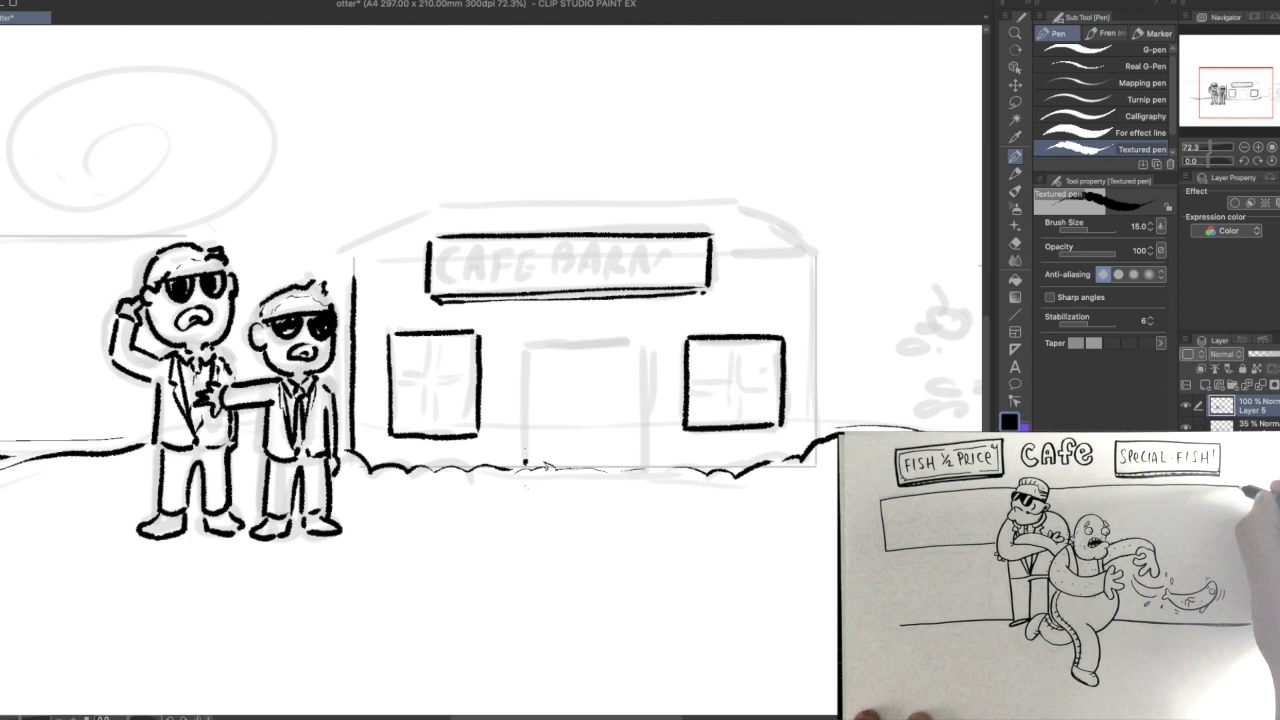 otter* (A4 297.00 x 210.00mm 300dpi 72.3%) - CLIP STUDIO PAINT EX
tter*
CAFE BARN
Sub Tool [Pen]
Pen
Marker
G-pen
Real G-Pen
Mapping pen
Turnip pen
Calligraphy
For effect line
Textured pen
Tool property [Textured pen]
Textured pen
Brush Size 15.0
Opacity 100
Anti-aliasing
Sharp angles
Stabilization 6
Taper
Navigator
72.3
0.0
Layer Property
Effect
Expression color
Color
Layer
Normal
100 % Norm
Layer 5
35 % Norm
FISH ½ PRICE
Cafe
SPECIAL-FISH!
0.0